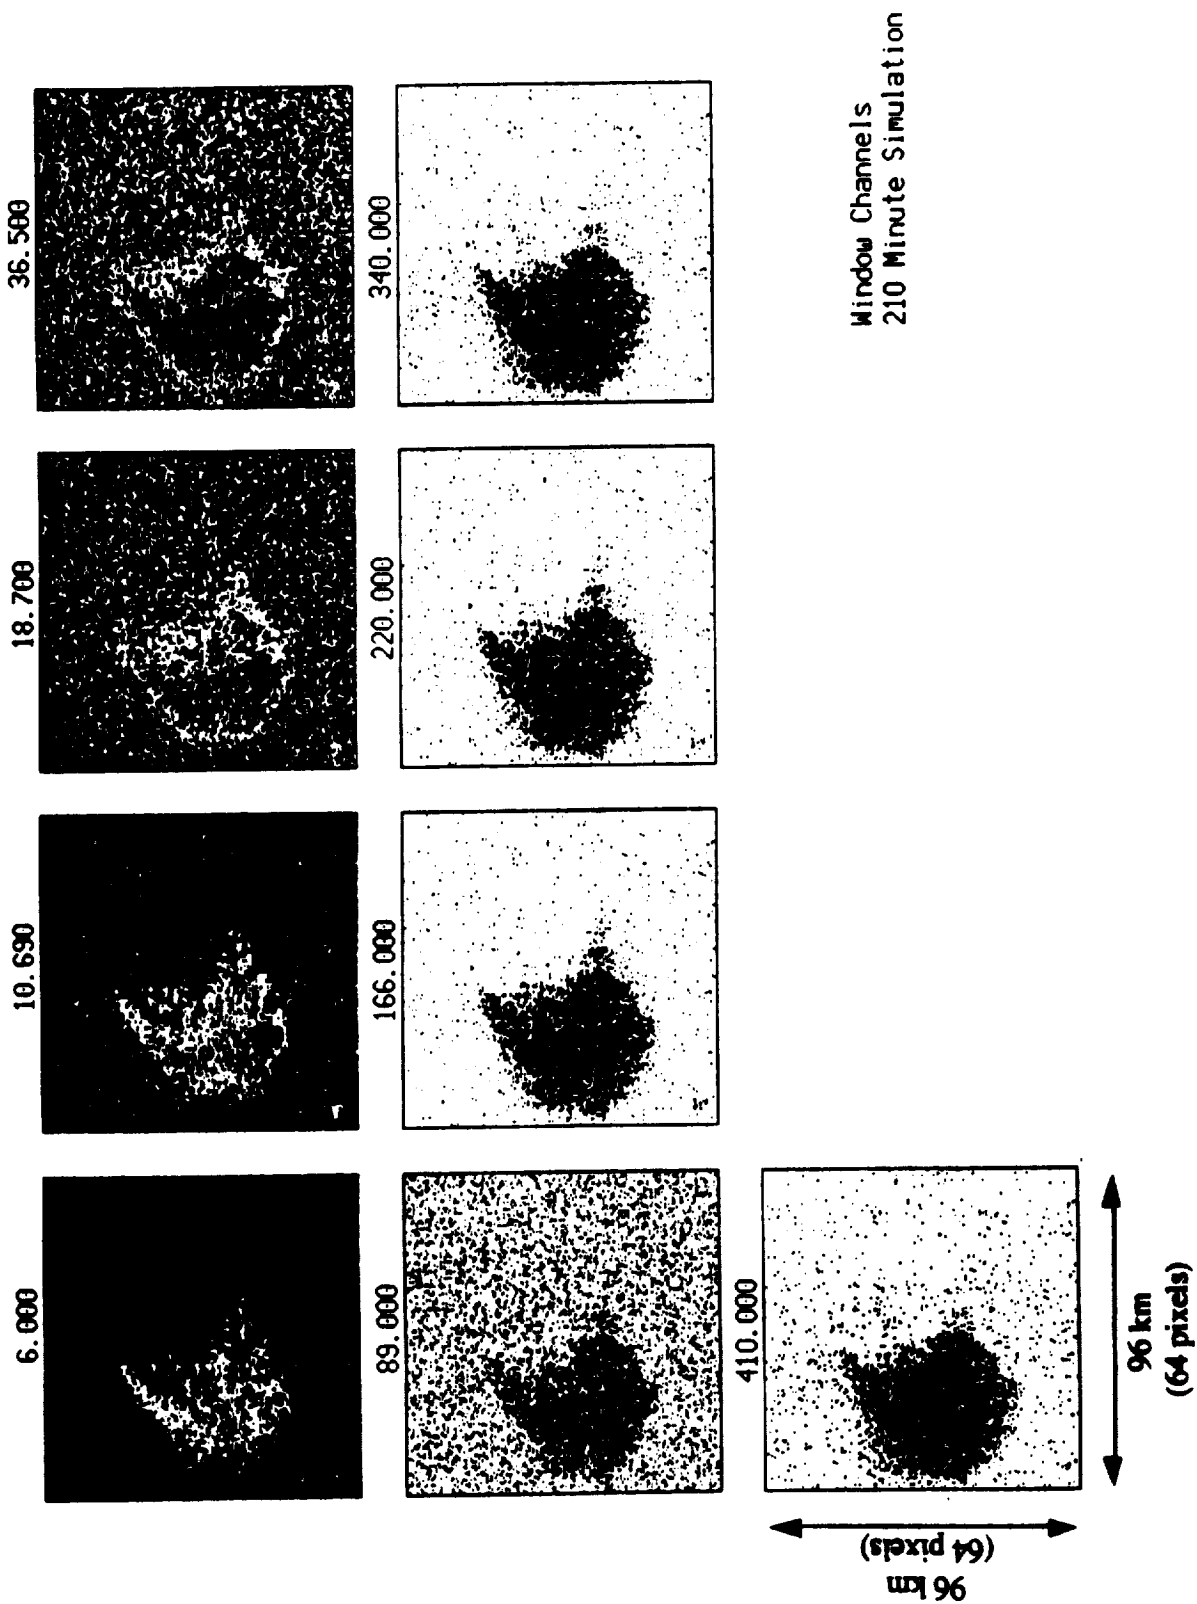 6.000
10.690
18.700
36.500
89.000
166.000
220.000
340.000
410.000
Window Channels
210 Minute Simulation
96 km
(64 pixels)
96 km
(64 pixels)